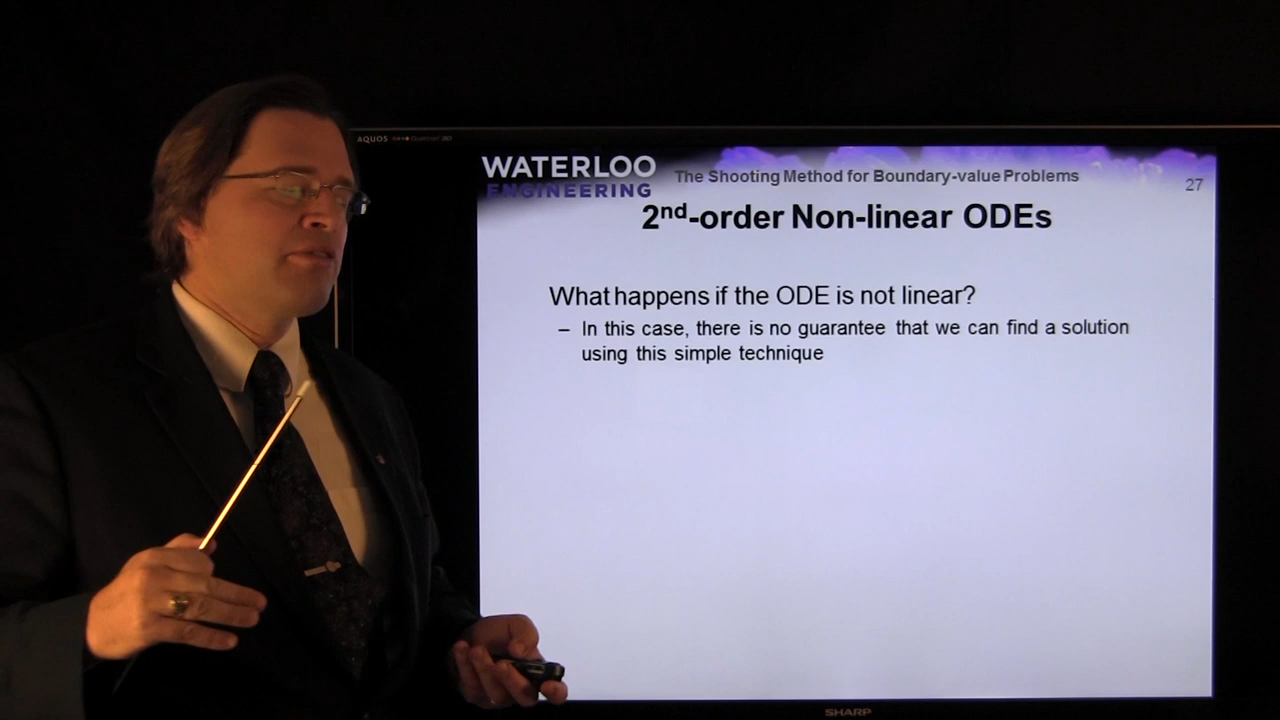 AQUOS
WATERLOO
ENGINEERING
The Shooting Method for Boundary-value Problems
27
2nd-order Non-linear ODEs
What happens if the ODE is not linear?
– In this case, there is no guarantee that we can find a solution
using this simple technique
SHARP